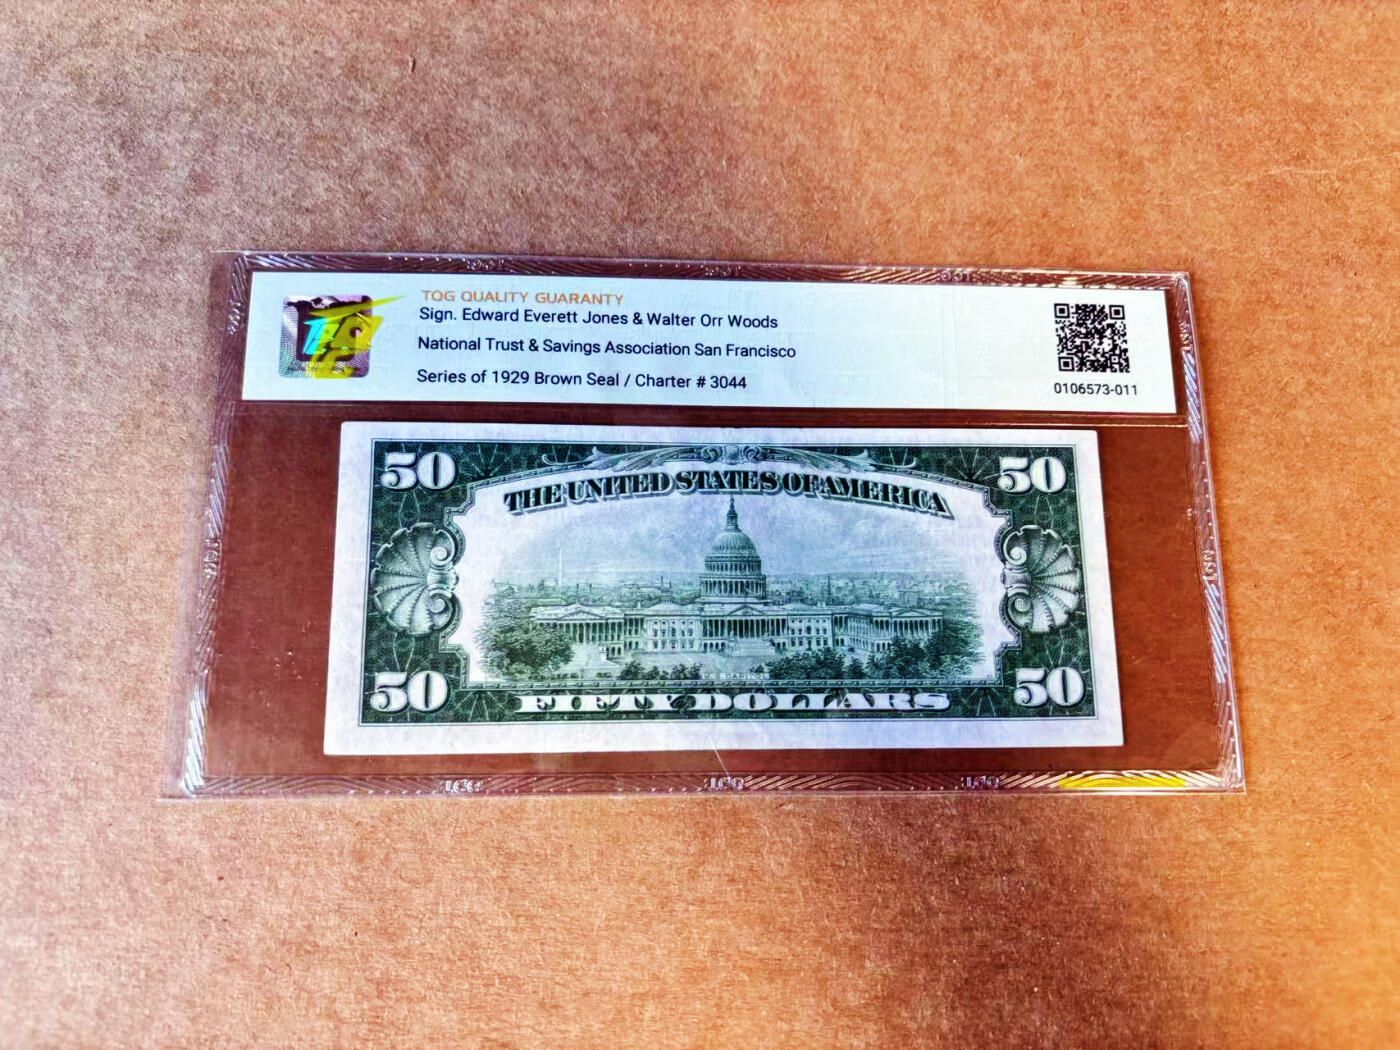 TQG QUALITY GUARANTY
Sign. Edward Everett Jones & Walter Orr Woods
National Trust & Savings Association San Francisco
Series of 1929 Brown Seal / Charter # 3044
0106573-011
50 50
THE UNITED STATES OF AMERICA
U.S. CAPITOL
50 50
FIFTY DOLLARS